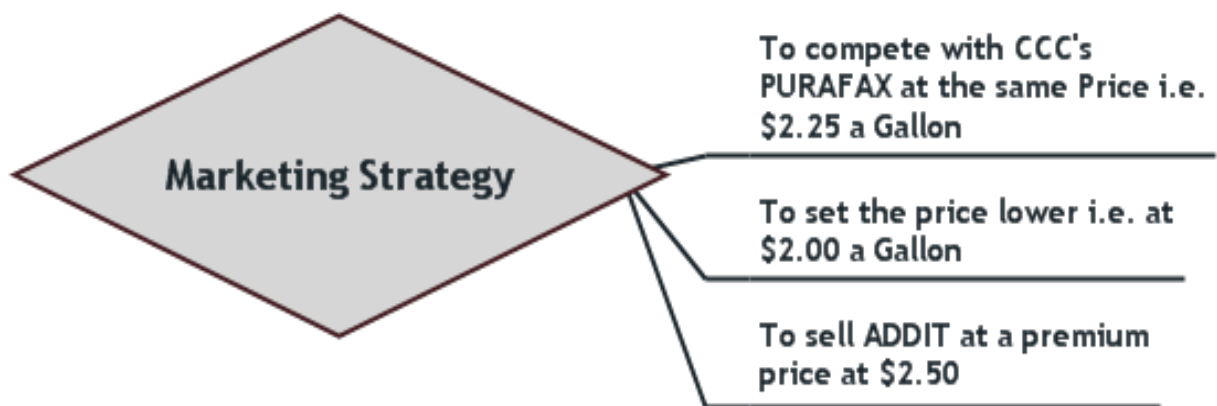 Marketing Strategy
To compete with CCC's
PURAFAX at the same Price i.e.
$2.25 a Gallon
To set the price lower i.e. at
$2.00 a Gallon
To sell ADDIT at a premium
price at $2.50